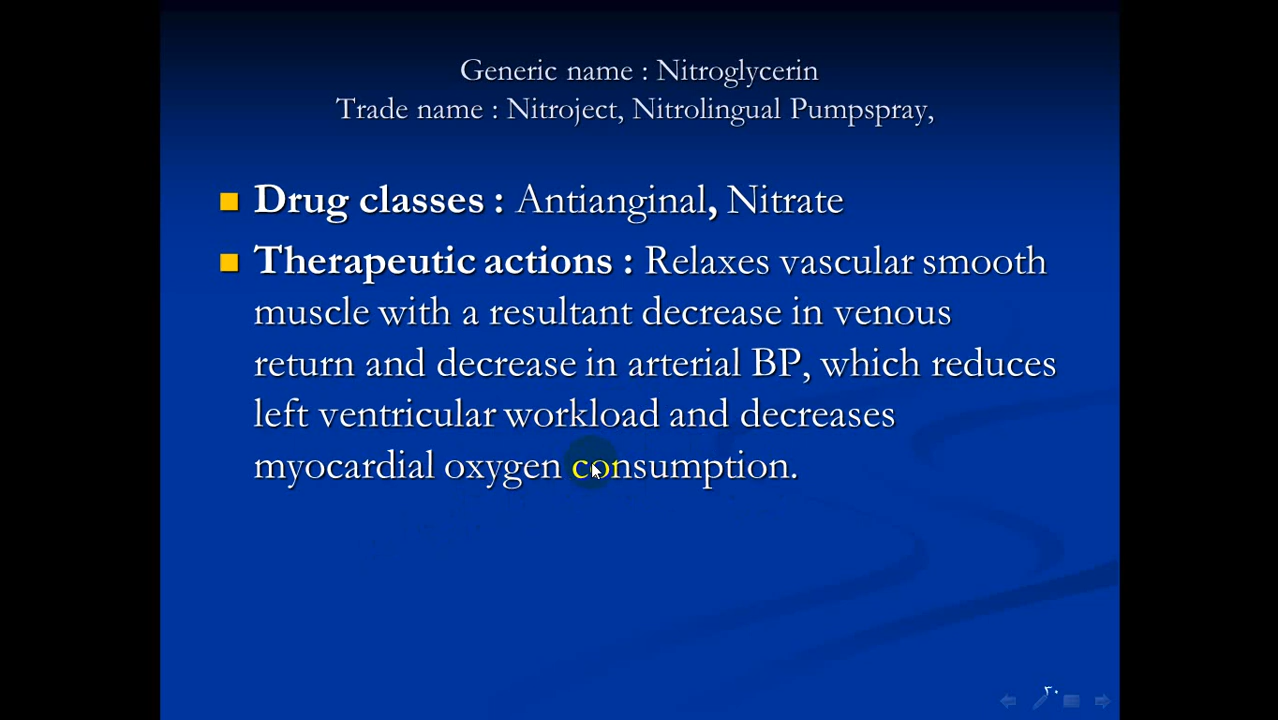 Generic name : Nitroglycerin
Trade name : Nitroject, Nitrolingual Pumpspray,
Drug classes : Antianginal, Nitrate
Therapeutic actions : Relaxes vascular smooth
muscle with a resultant decrease in venous
return and decrease in arterial BP, which reduces
left ventricular workload and decreases
myocardial oxygen consumption.
٢٠